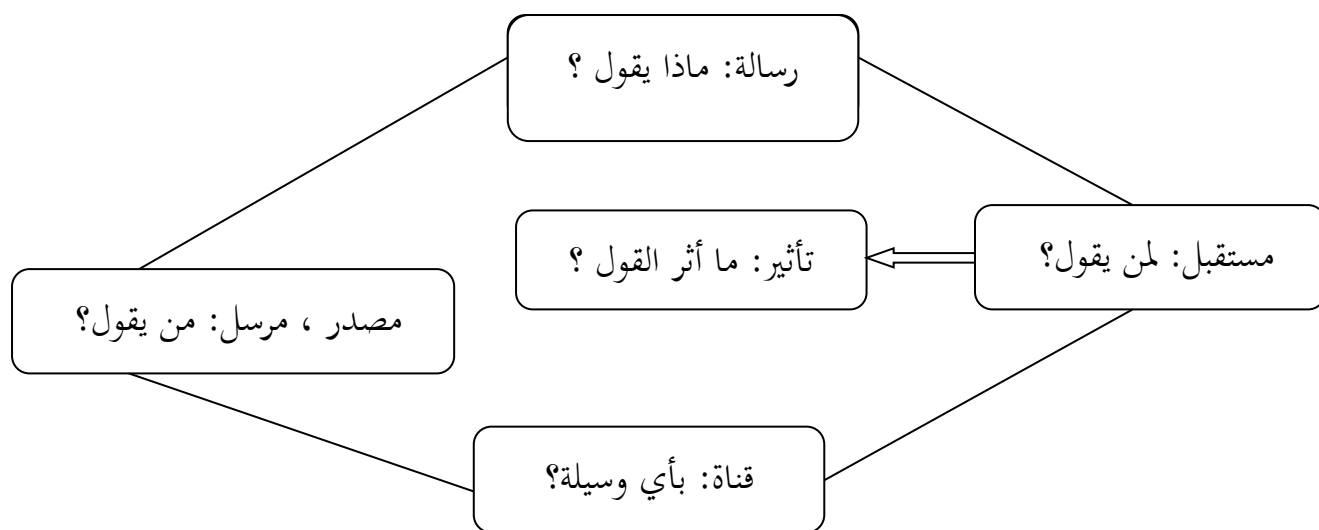 رسالة: ماذا يقول ؟
مستقبل: لمن يقول؟
تأثير: ما أثر القول ؟
مصدر ، مرسل: من يقول؟
قناة: بأي وسيلة؟